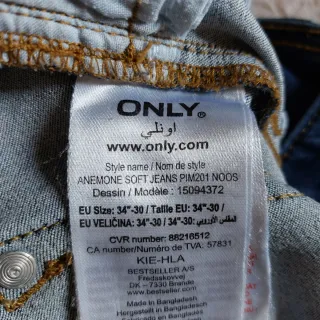 ONLY®
اونلي
www.only.com
Style name / Nom de style
ANEMONE SOFT JEANS PIM201 NOOS
Dessin / Modèle : 15094372
EU Size: 34"-30 / Taille EU: 34"-30 /
EU VELIČINA: 34"-30 / المقاس الأوروبي: 34"-30
CVR number: 88216512
CA number/Numéro de TVA: 57831
KIE-HLA
BESTSELLER A/S
Fredskovvej
DK – 7330 Brande
www.bestseller.com
Made in Bangladesh
Hergestellt in Bangladesch
Fabriqué au Bangladesh